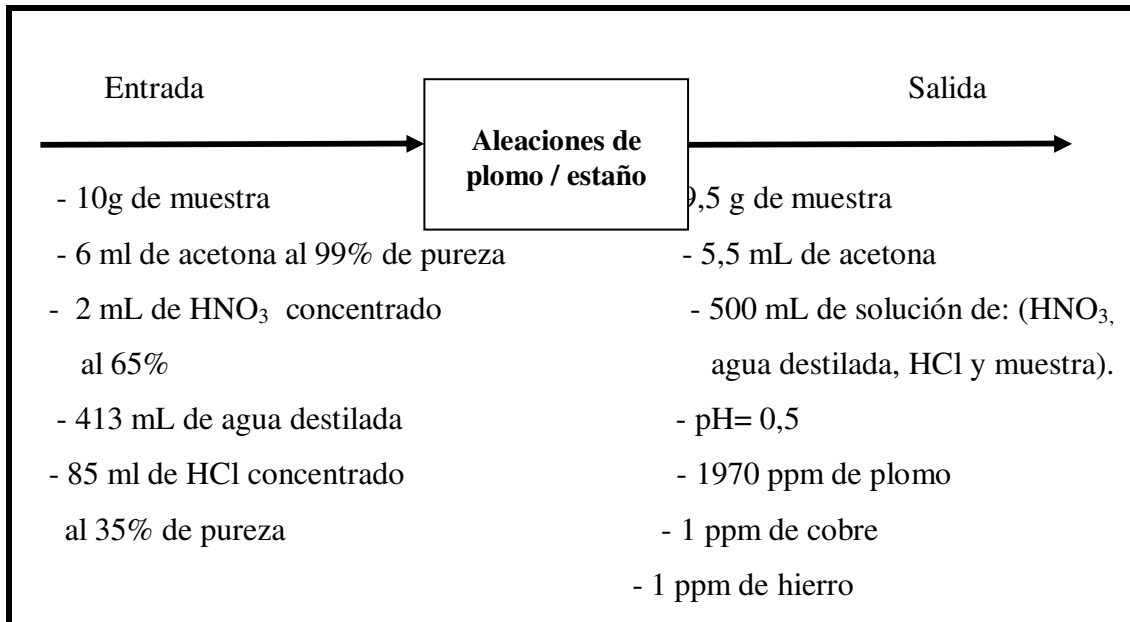 Entrada
Salida
Aleaciones de
plomo / estaño
- 10g de muestra
- 6 ml de acetona al 99% de pureza
- 2 mL de HNO₃ concentrado
al 65%
- 413 mL de agua destilada
- 85 ml de HCl concentrado
al 35% de pureza
9,5 g de muestra
- 5,5 mL de acetona
- 500 mL de solución de: (HNO₃,
agua destilada, HCl y muestra).
- pH= 0,5
- 1970 ppm de plomo
- 1 ppm de cobre
- 1 ppm de hierro